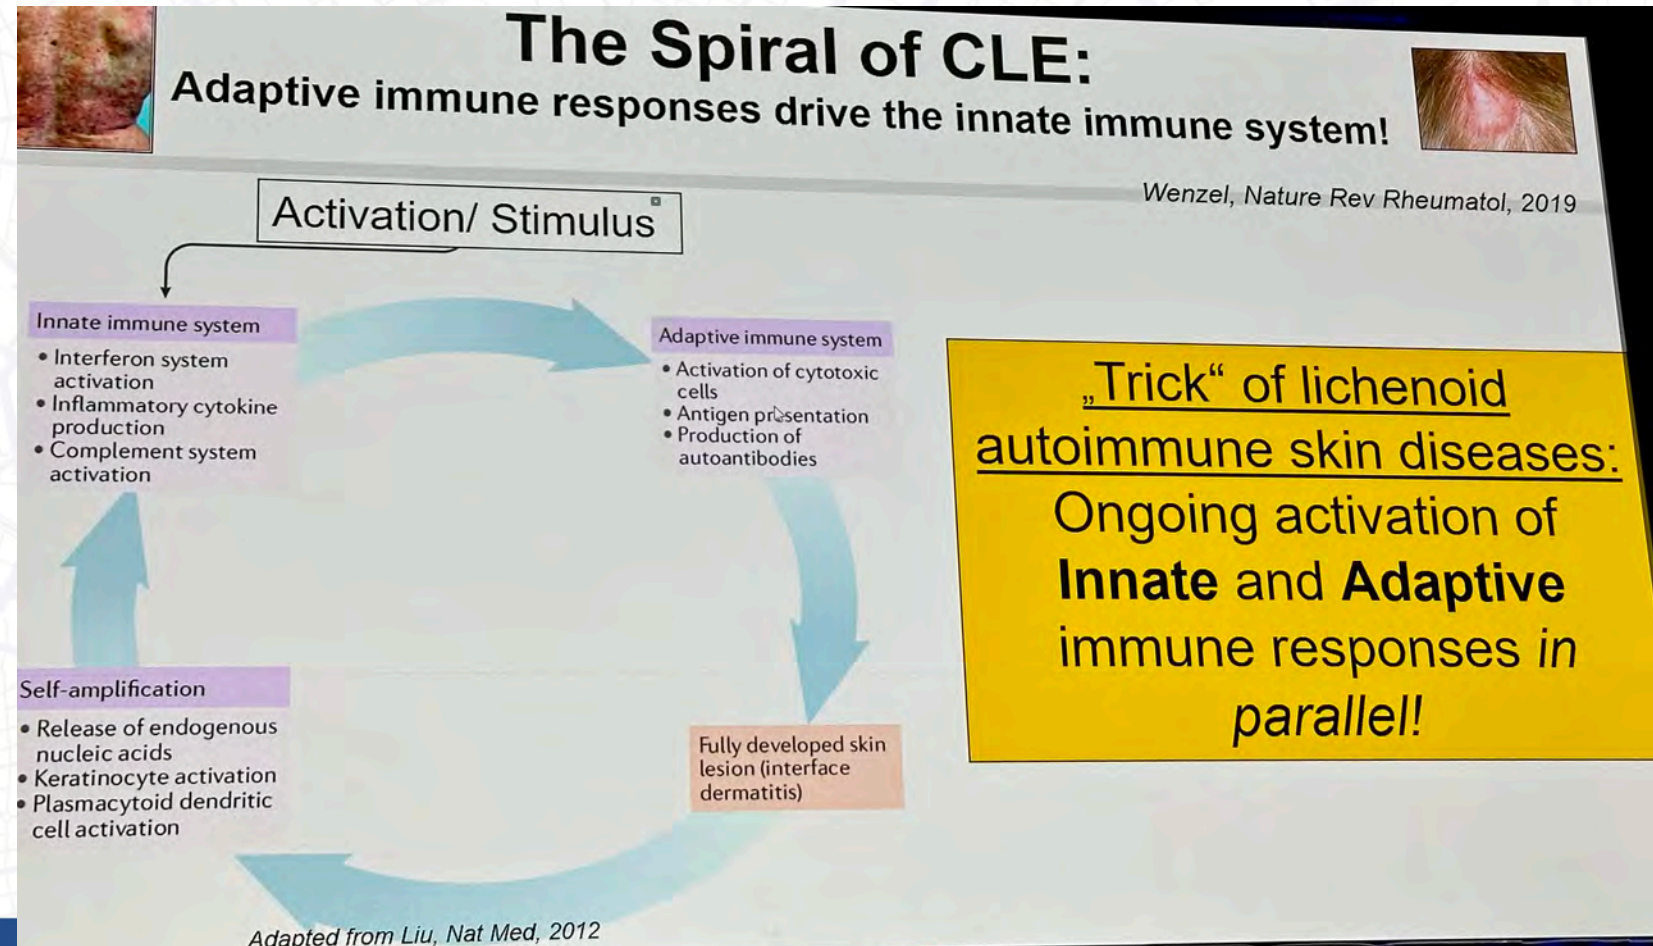 The Spiral of CLE:
Adaptive immune responses drive the innate immune system!
Wenzel, Nature Rev Rheumatol, 2019
Activation/ Stimulus
Innate immune system
• Interferon system
activation
• Inflammatory cytokine
production
• Complement system
activation
Adaptive immune system
• Activation of cytotoxic
cells
• Antigen presentation
• Production of
autoantibodies
Fully developed skin
lesion (interface
dermatitis)
Self-amplification
• Release of endogenous
nucleic acids
• Keratinocyte activation
• Plasmacytoid dendritic
cell activation
Adapted from Liu, Nat Med, 2012
„Trick“ of lichenoid
autoimmune skin diseases:
Ongoing activation of
Innate and Adaptive
immune responses in
parallel!